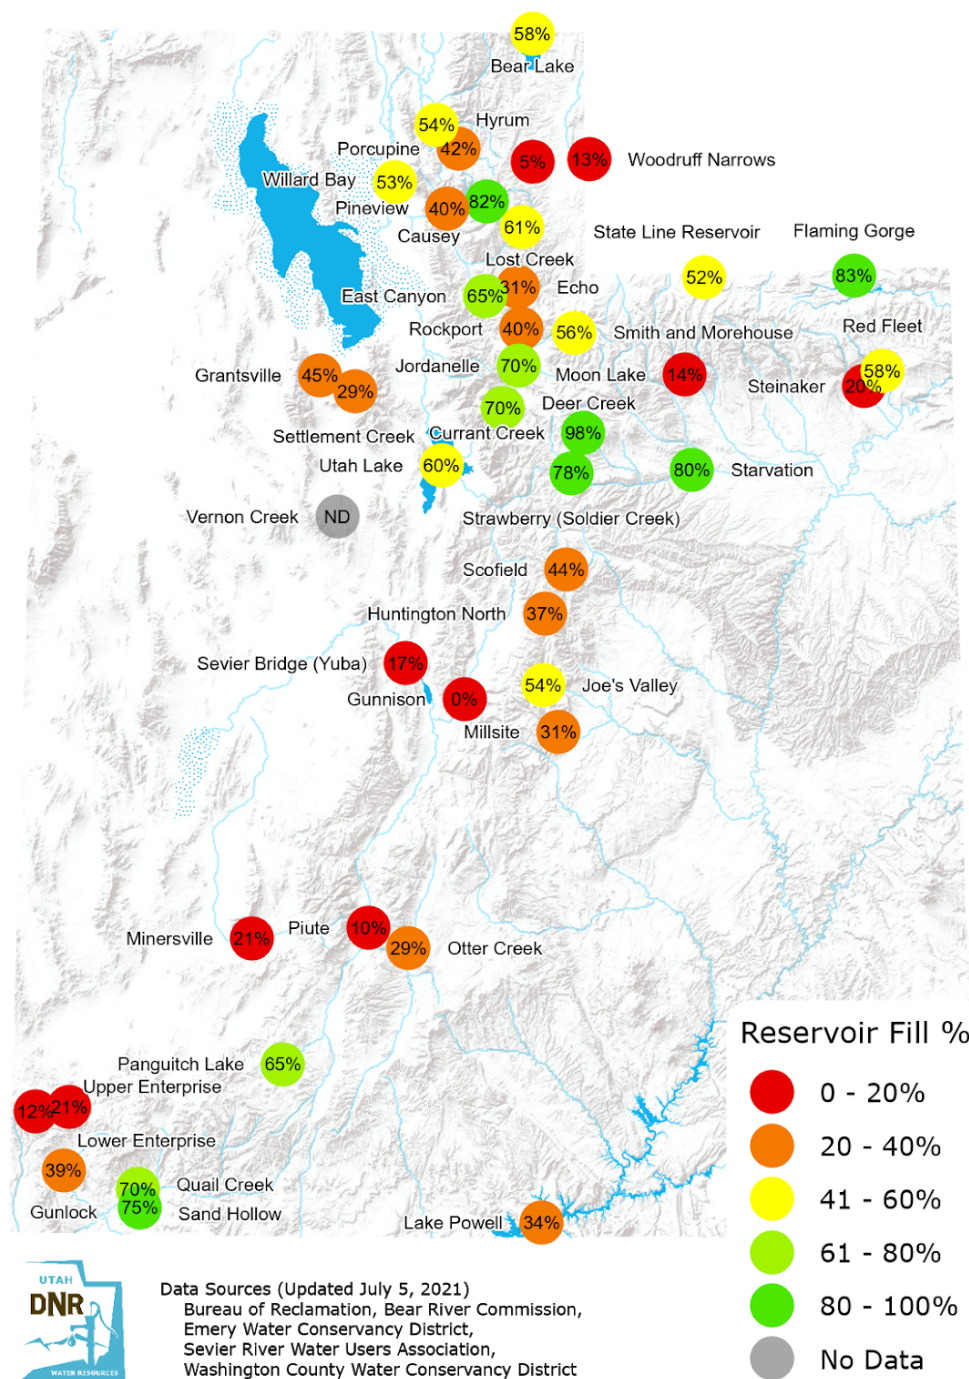 58%
Bear Lake
54%
Hyrum
42%
Porcupine
5%
13%
Woodruff Narrows
Willard Bay
53%
82%
Pineview
40%
Causey
61%
State Line Reservoir
Flaming Gorge
Lost Creek
52%
83%
31%
Echo
East Canyon
65%
Rockport
40%
56%
Smith and Morehouse
Red Fleet
Jordanelle
70%
58%
Grantsville
45%
29%
Moon Lake
14%
Steinaker
20%
Deer Creek
70%
Settlement Creek
Currant Creek
98%
Utah Lake
60%
78%
80%
Starvation
Vernon Creek
ND
Strawberry (Soldier Creek)
Scofield
44%
Huntington North
37%
Sevier Bridge (Yuba)
17%
Gunnison
0%
54%
Joe's Valley
Millsite
31%
Minersville
21%
Piute
10%
29%
Otter Creek
Panguitch Lake
65%
Upper Enterprise
12%
21%
Lower Enterprise
39%
Gunlock
70%
Quail Creek
75%
Sand Hollow
Lake Powell
34%
Reservoir Fill %
0 - 20%
20 - 40%
41 - 60%
61 - 80%
80 - 100%
No Data
UTAH
DNR
WATER RESOURCES
Data Sources (Updated July 5, 2021)
Bureau of Reclamation, Bear River Commission,
Emery Water Conservancy District,
Sevier River Water Users Association,
Washington County Water Conservancy District